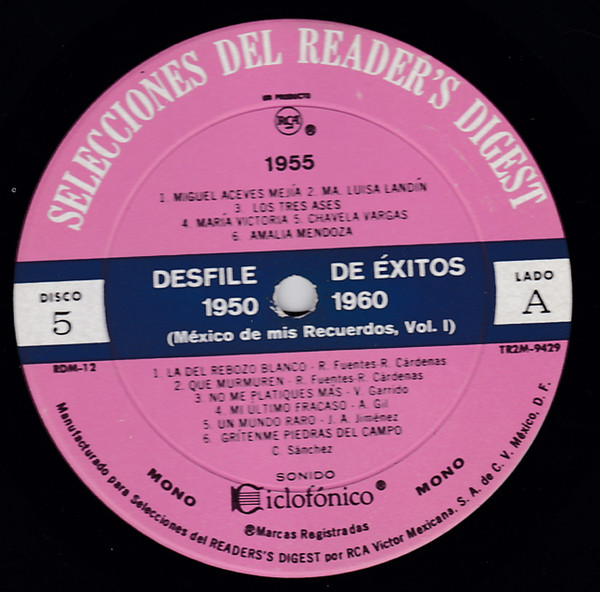 SELECCIONES DEL READER'S DIGEST
UN PRODUCTO
RCA ®
1955
1. MIGUEL ACEVES MEJÍA 2. MA. LUISA LANDÍN
3. LOS TRES ASES
4. MARÍA VICTORIA 5. CHAVELA VARGAS
6. AMALIA MENDOZA
DISCO
5
DESFILE DE ÉXITOS
1950 1960
(México de mis Recuerdos, Vol. I)
LADO
A
RDM-12
TR2M-9429
1. LA DEL REBOZO BLANCO - R. Fuentes-R. Cárdenas
2. QUE MURMUREN - R. Fuentes-R. Cárdenas
3. NO ME PLATIQUES MÁS - V. Garrido
4. MI ÚLTIMO FRACASO - A. Gil
5. UN MUNDO RARO - J. A. Jiménez
6. GRÍTENME PIEDRAS DEL CAMPO
C. Sánchez
MONO
SONIDO
Ciclofónico ®
MONO
®Marcas Registradas
Manufacturado para Selecciones del READER'S DIGEST por RCA Victor Mexicana, S. A. de C. V. México, D. F.